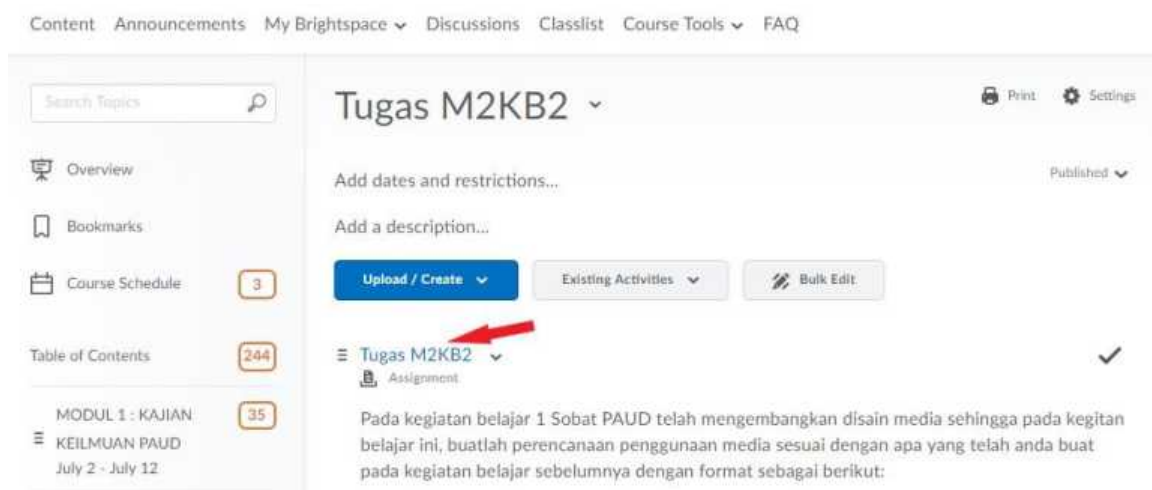 Content Announcements My Brightspace Discussions Classlist Course Tools FAQ
Search Topics
Overview
Bookmarks
Course Schedule 3
Table of Contents 244
MODUL 1 : KAJIAN 35
KEILMUAN PAUD
July 2 - July 12
Tugas M2KB2
Print Settings
Add dates and restrictions...
Published
Add a description...
Upload / Create Existing Activities Bulk Edit
Tugas M2KB2
Assignment
Pada kegiatan belajar 1 Sobat PAUD telah mengembangkan disain media sehingga pada kegitan
belajar ini, buatlah perencanaan penggunaan media sesuai dengan apa yang telah anda buat
pada kegiatan belajar sebelumnya dengan format sebagai berikut: